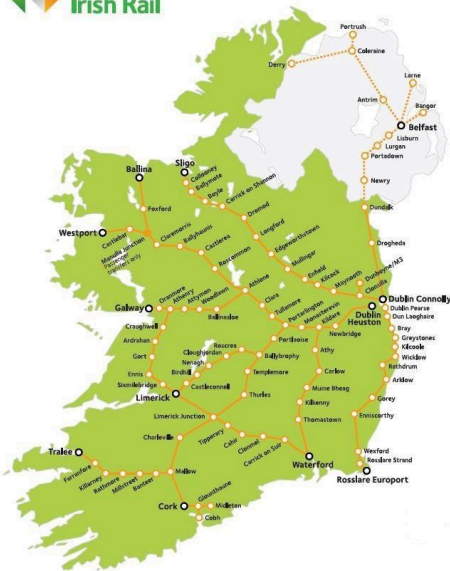 Irish Rail
Portrush
Coleraine
Derry
Larne
Antrim
Bangor
Belfast
Lisburn
Lurgan
Portadown
Newry
Dundalk
Drogheda
Sligo
Collooney
Ballymote
Boyle
Carrick on Shannon
Dromod
Longford
Edgeworthstown
Mullingar
Enfield
Kilcock
Maynooth
Dunboyne/M3
Clonsilla
Ballina
Foxford
Westport
Castlebar
Manulla Junction
Passenger
transfers only
Claremorris
Ballyhaunis
Castlerea
Roscommon
Athlone
Clara
Tullamore
Portarlington
Monasterevin
Kildare
Newbridge
Dublin Connolly
Dublin Pearse
Dun Laoghaire
Dublin
Heuston
Bray
Greystones
Kilcoole
Wicklow
Rathdrum
Arklow
Gorey
Enniscorthy
Wexford
Rosslare Strand
Rosslare Europort
Galway
Oranmore
Athenry
Attymon
Woodlawn
Ballinasloe
Craughwell
Ardrahan
Gort
Ennis
Sixmilebridge
Limerick
Roscrea
Cloughjordan
Nenagh
Birdhill
Castleconnell
Portlaoise
Ballybrophy
Templemore
Thurles
Athy
Carlow
Muine Bheag
Kilkenny
Thomastown
Waterford
Limerick Junction
Tipperary
Cahir
Clonmel
Carrick on Suir
Charleville
Tralee
Farranfore
Killarney
Rathmore
Millstreet
Banteer
Mallow
Cork
Glounthaune
Midleton
Cobh